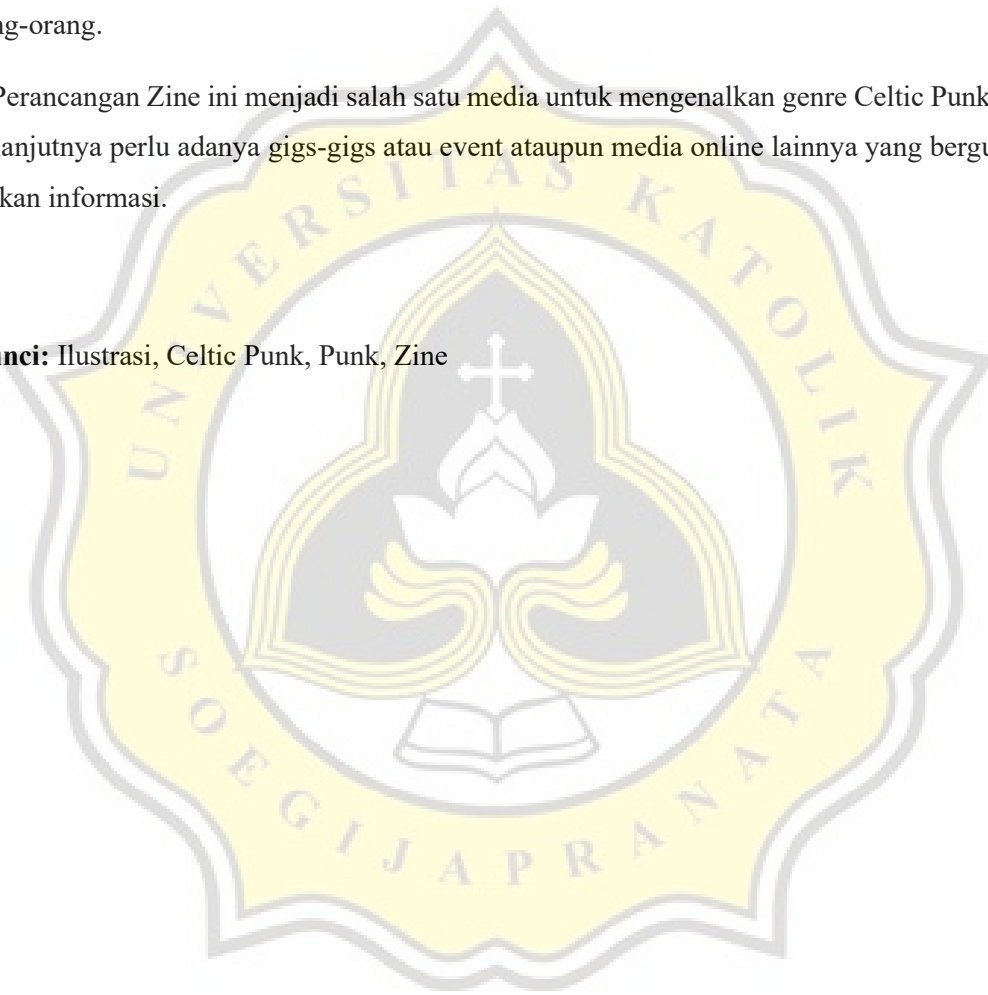 ng-orang.
Perancangan Zine ini menjadi salah satu media untuk mengenalkan genre Celtic Punk
anjutnya perlu adanya gigs-gigs atau event ataupun media online lainnya yang bergu
kan informasi.
nci: Ilustrasi, Celtic Punk, Punk, Zine
UNIVERSITAS KATOLIK
SOEGIJAPRANATA